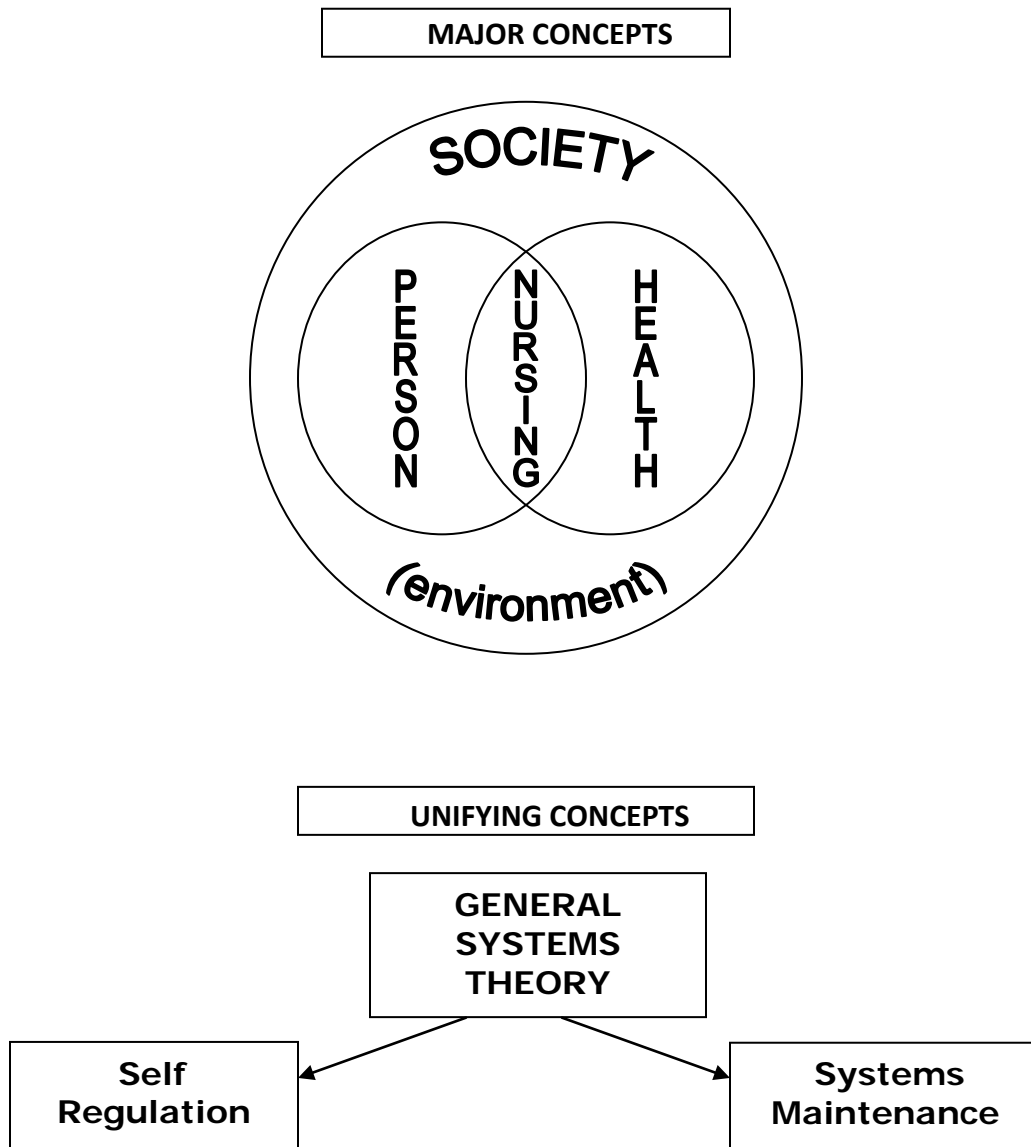 MAJOR CONCEPTS
SOCIETY
PERSON
NURSING
HEALTH
(environment)
UNIFYING CONCEPTS
GENERAL
SYSTEMS
THEORY
Self
Regulation
Systems
Maintenance